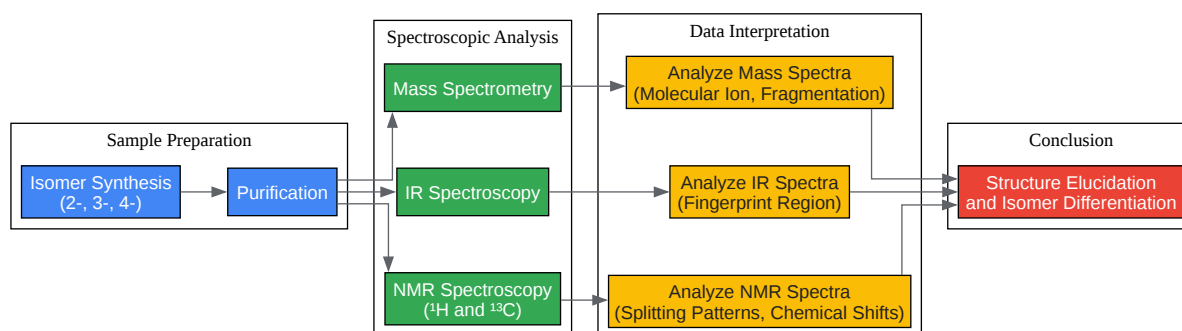 Sample Preparation
Isomer Synthesis
(2-, 3-, 4-)
Purification
Spectroscopic Analysis
Mass Spectrometry
IR Spectroscopy
NMR Spectroscopy
(¹H and ¹³C)
Data Interpretation
Analyze Mass Spectra
(Molecular Ion, Fragmentation)
Analyze IR Spectra
(Fingerprint Region)
Analyze NMR Spectra
(Splitting Patterns, Chemical Shifts)
Conclusion
Structure Elucidation
and Isomer Differentiation